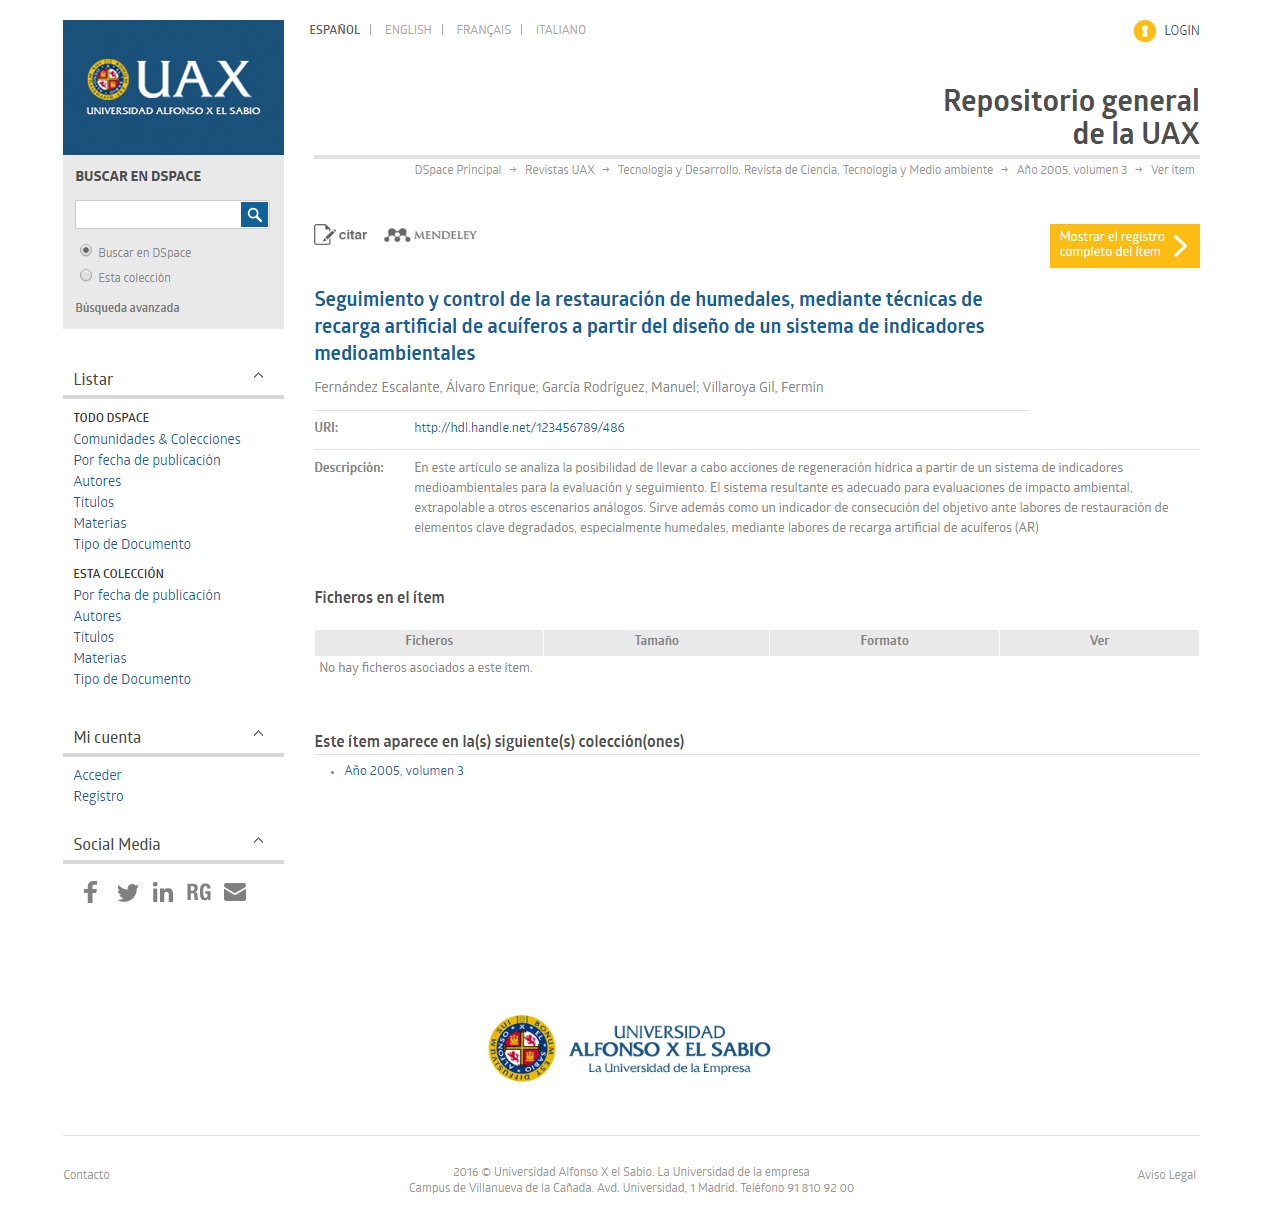 UAX
UNIVERSIDAD ALFONSO X EL SABIO
ESPAÑOL | ENGLISH | FRANÇAIS | ITALIANO
LOGIN
Repositorio general
de la UAX
DSpace Principal → Revistas UAX → Tecnología y Desarrollo. Revista de Ciencia, Tecnología y Medio ambiente → Año 2005, volumen 3 → Ver ítem
BUSCAR EN DSPACE
Buscar en DSpace
Esta colección
Búsqueda avanzada
Listar
TODO DSPACE
Comunidades & Colecciones
Por fecha de publicación
Autores
Títulos
Materias
Tipo de Documento
ESTA COLECCIÓN
Por fecha de publicación
Autores
Títulos
Materias
Tipo de Documento
Mi cuenta
Acceder
Registro
Social Media
RG
citar
MENDELEY
Mostrar el registro
completo del ítem
Seguimiento y control de la restauración de humedales, mediante técnicas de
recarga artificial de acuíferos a partir del diseño de un sistema de indicadores
medioambientales
Fernández Escalante, Álvaro Enrique; García Rodríguez, Manuel; Villaroya Gil, Fermín
URI: http://hdl.handle.net/123456789/486
Descripción: En este artículo se analiza la posibilidad de llevar a cabo acciones de regeneración hídrica a partir de un sistema de indicadores
medioambientales para la evaluación y seguimiento. El sistema resultante es adecuado para evaluaciones de impacto ambiental,
extrapolable a otros escenarios análogos. Sirve además como un indicador de consecución del objetivo ante labores de restauración de
elementos clave degradados, especialmente humedales, mediante labores de recarga artificial de acuíferos (AR)
Ficheros en el ítem
Ficheros Tamaño Formato Ver
No hay ficheros asociados a este ítem.
Este ítem aparece en la(s) siguiente(s) colección(ones)
Año 2005, volumen 3
UNIVERSIDAD
ALFONSO X EL SABIO
La Universidad de la Empresa
Contacto
2016 © Universidad Alfonso X el Sabio. La Universidad de la empresa
Campus de Villanueva de la Cañada. Avd. Universidad, 1 Madrid. Teléfono 91 810 92 00
Aviso Legal